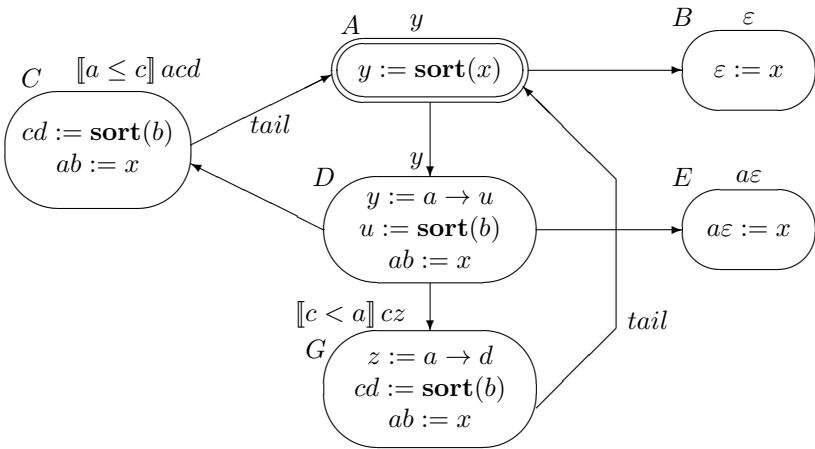 A
y
y := sort(x)
B
ε
ε := x
C
⟦a ≤ c⟧ acd
cd := sort(b)
ab := x
tail
y
D
y := a → u
u := sort(b)
ab := x
E
aε
aε := x
⟦c < a⟧ cz
G
z := a → d
cd := sort(b)
ab := x
tail